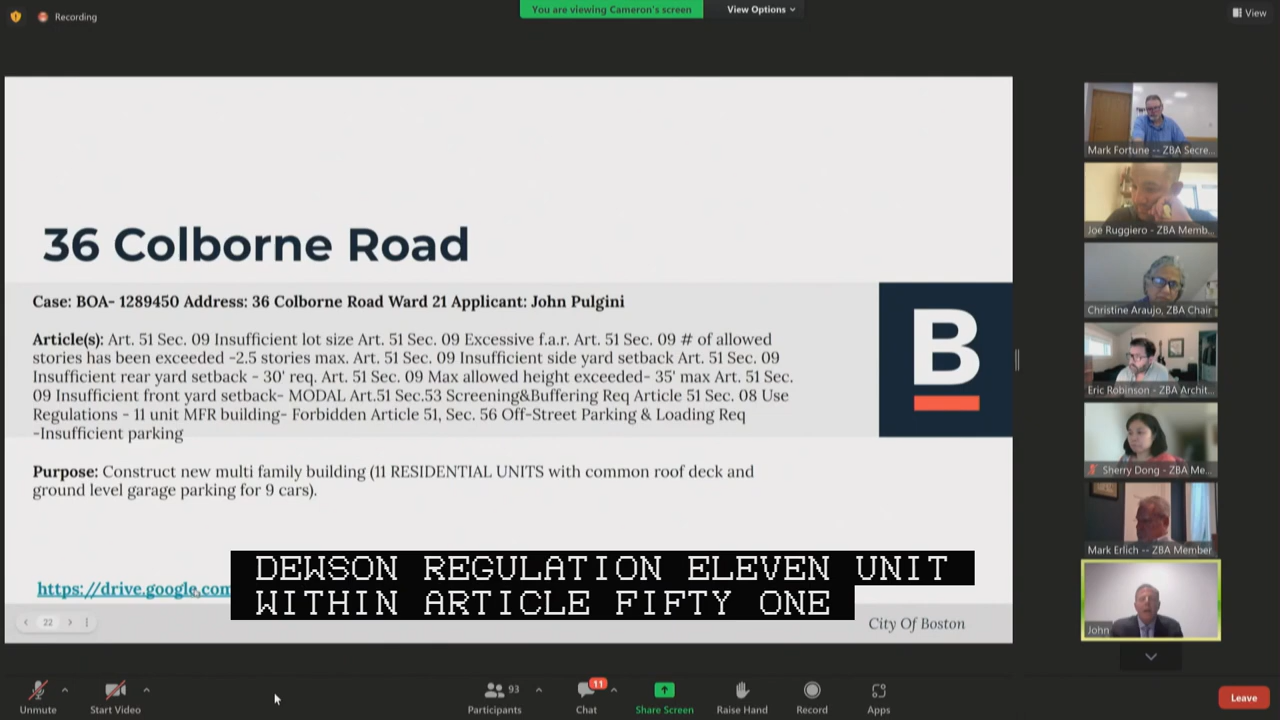 Recording
You are viewing Cameron's screen
View Options
View
36 Colborne Road
Case: BOA- 1289450 Address: 36 Colborne Road Ward 21 Applicant: John Pulgini
Article(s): Art. 51 Sec. 09 Insufficient lot size Art. 51 Sec. 09 Excessive f.a.r. Art. 51 Sec. 09 # of allowed
stories has been exceeded -2.5 stories max. Art. 51 Sec. 09 Insufficient side yard setback Art. 51 Sec. 09
Insufficient rear yard setback - 30' req. Art. 51 Sec. 09 Max allowed height exceeded- 35' max Art. 51 Sec.
09 Insufficient front yard setback- MODAL Art.51 Sec.53 Screening&Buffering Req Article 51 Sec. 08 Use
Regulations - 11 unit MFR building- Forbidden Article 51, Sec. 56 Off-Street Parking & Loading Req
-Insufficient parking
Purpose: Construct new multi family building (11 RESIDENTIAL UNITS with common roof deck and
ground level garage parking for 9 cars).
B
https://drive.google.com
DEWSON REGULATION ELEVEN UNIT
WITHIN ARTICLE FIFTY ONE
22
City Of Boston
Mark Fortune -- ZBA Secre...
Joe Ruggiero - ZBA Memb...
Christine Araujo, ZBA Chair
Eric Robinson - ZBA Archit...
Sherry Dong - ZBA Me...
Mark Erlich -- ZBA Member
John
Unmute
Start Video
Participants
93
Chat
11
Share Screen
Raise Hand
Record
Apps
Leave